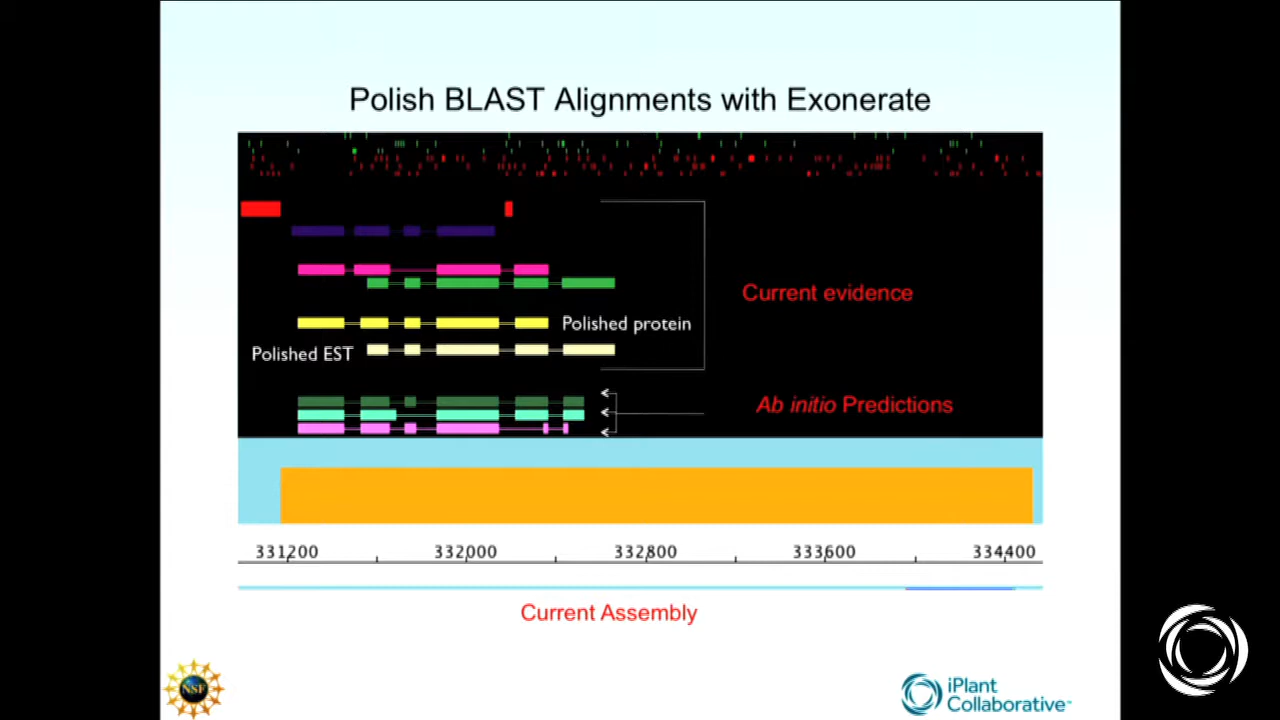 Polish BLAST Alignments with Exonerate
Current evidence
Polished protein
Polished EST
Ab initio Predictions
331200 332000 332800 333600 334400
Current Assembly
NSF
iPlant
Collaborative™